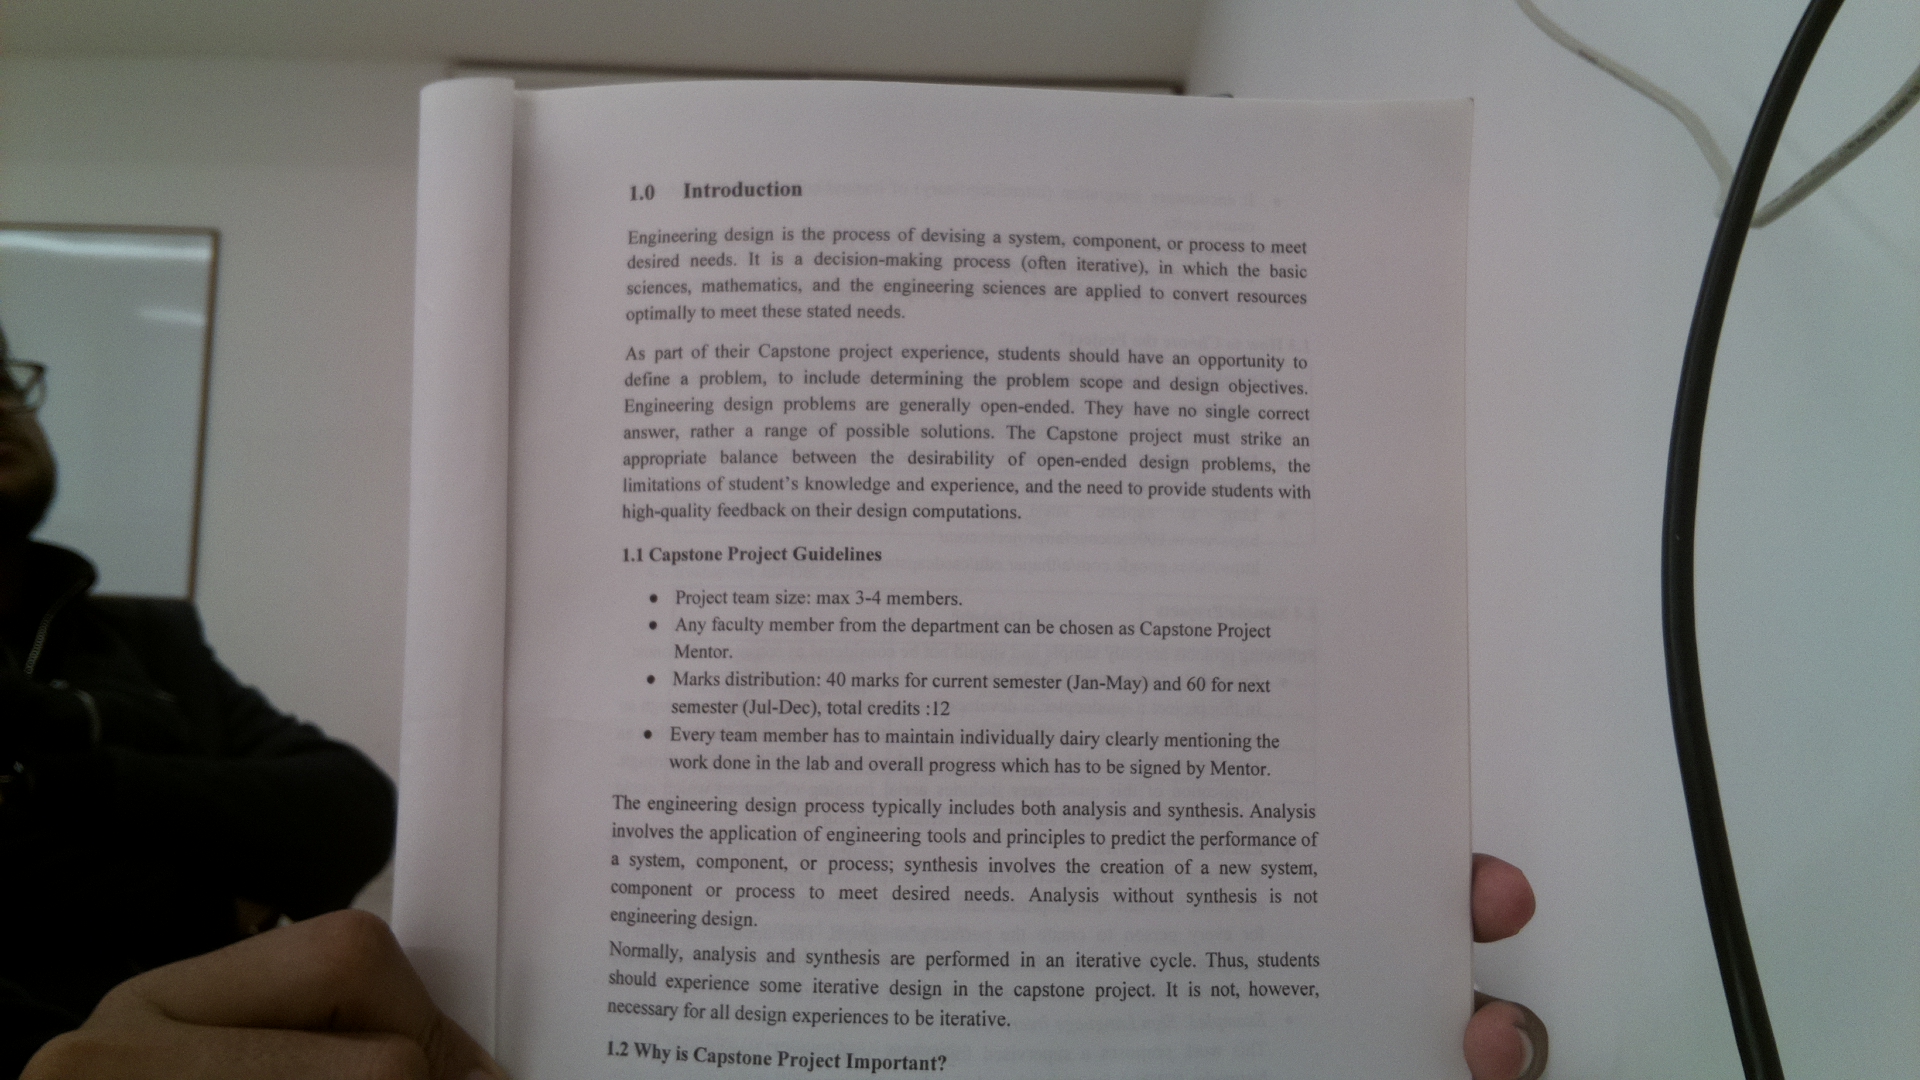 1.0 Introduction
Engineering design is the process of devising a system, component, or process to meet
desired needs. It is a decision-making process (often iterative), in which the basic
sciences, mathematics, and the engineering sciences are applied to convert resources
optimally to meet these stated needs.
As part of their Capstone project experience, students should have an opportunity to
define a problem, to include determining the problem scope and design objectives.
Engineering design problems are generally open-ended. They have no single correct
answer, rather a range of possible solutions. The Capstone project must strike an
appropriate balance between the desirability of open-ended design problems, the
limitations of student's knowledge and experience, and the need to provide students with
high-quality feedback on their design computations.
1.1 Capstone Project Guidelines
• Project team size: max 3-4 members.
• Any faculty member from the department can be chosen as Capstone Project
Mentor.
• Marks distribution: 40 marks for current semester (Jan-May) and 60 for next
semester (Jul-Dec), total credits :12
• Every team member has to maintain individually dairy clearly mentioning the
work done in the lab and overall progress which has to be signed by Mentor.
The engineering design process typically includes both analysis and synthesis. Analysis
involves the application of engineering tools and principles to predict the performance of
a system, component, or process; synthesis involves the creation of a new system,
component or process to meet desired needs. Analysis without synthesis is not
engineering design.
Normally, analysis and synthesis are performed in an iterative cycle. Thus, students
should experience some iterative design in the capstone project. It is not, however,
necessary for all design experiences to be iterative.
1.2 Why is Capstone Project Important?